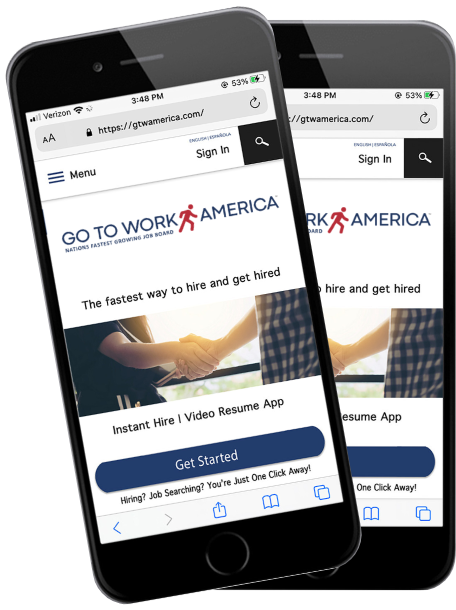 Verizon 3:48 PM 53%
AA https://gtwamerica.com/
ENGLISH | ESPAÑOLA
Menu Sign In
GO TO WORK AMERICA
NATIONS FASTEST GROWING JOB BOARD
The fastest way to hire and get hired
Instant Hire | Video Resume App
Get Started
Hiring? Job Searching? You're Just One Click Away!
3:48 PM 53%
://gtwamerica.com/
ENGLISH | ESPAÑOLA
Sign In
RK AMERICA
OARD
o hire and get hired
Resume App
One Click Away!